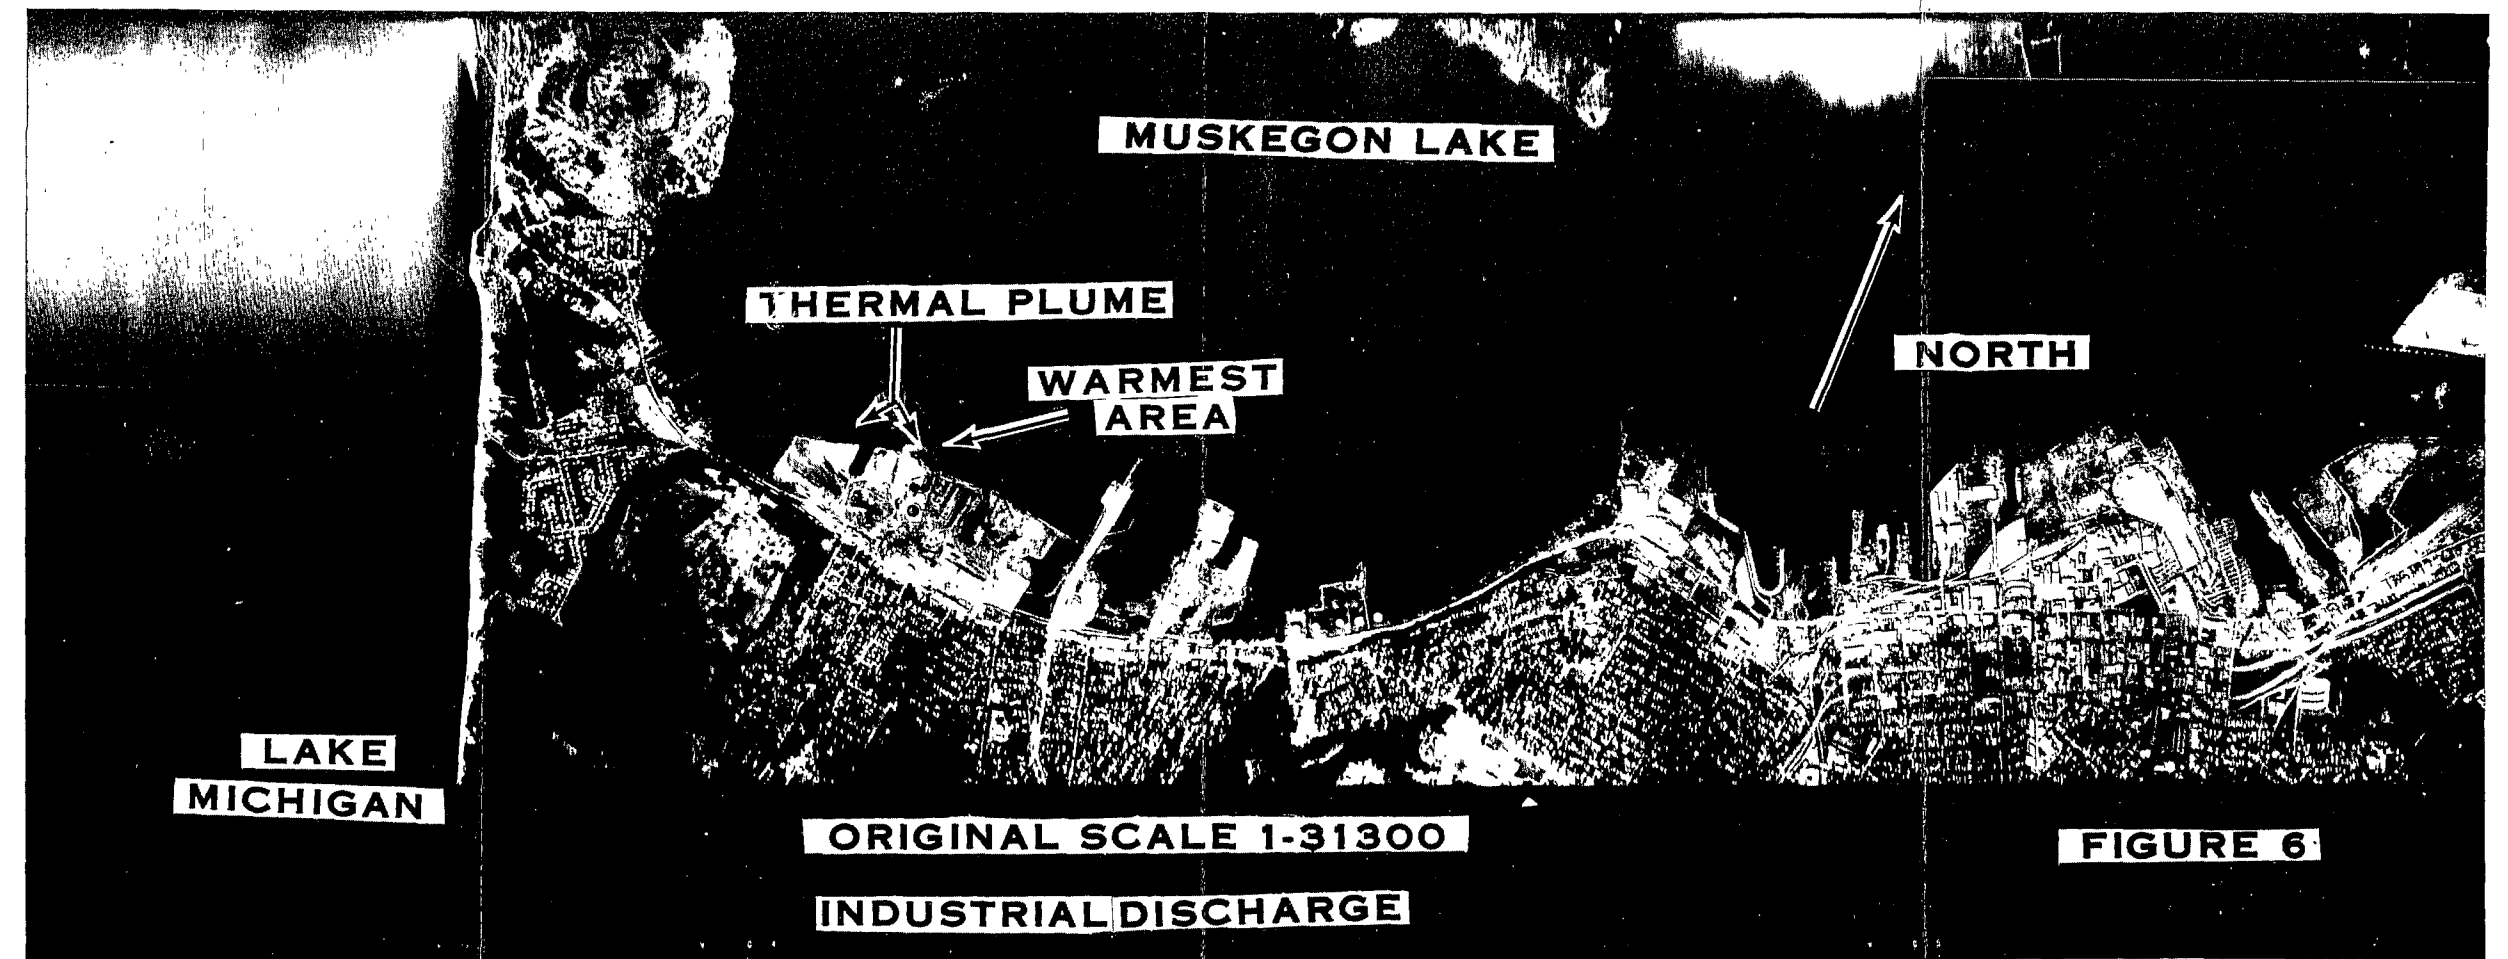 MUSKEGON LAKE
THERMAL PLUME
WARMEST
AREA
NORTH
LAKE
MICHIGAN
ORIGINAL SCALE 1-31300
FIGURE 6
INDUSTRIAL DISCHARGE